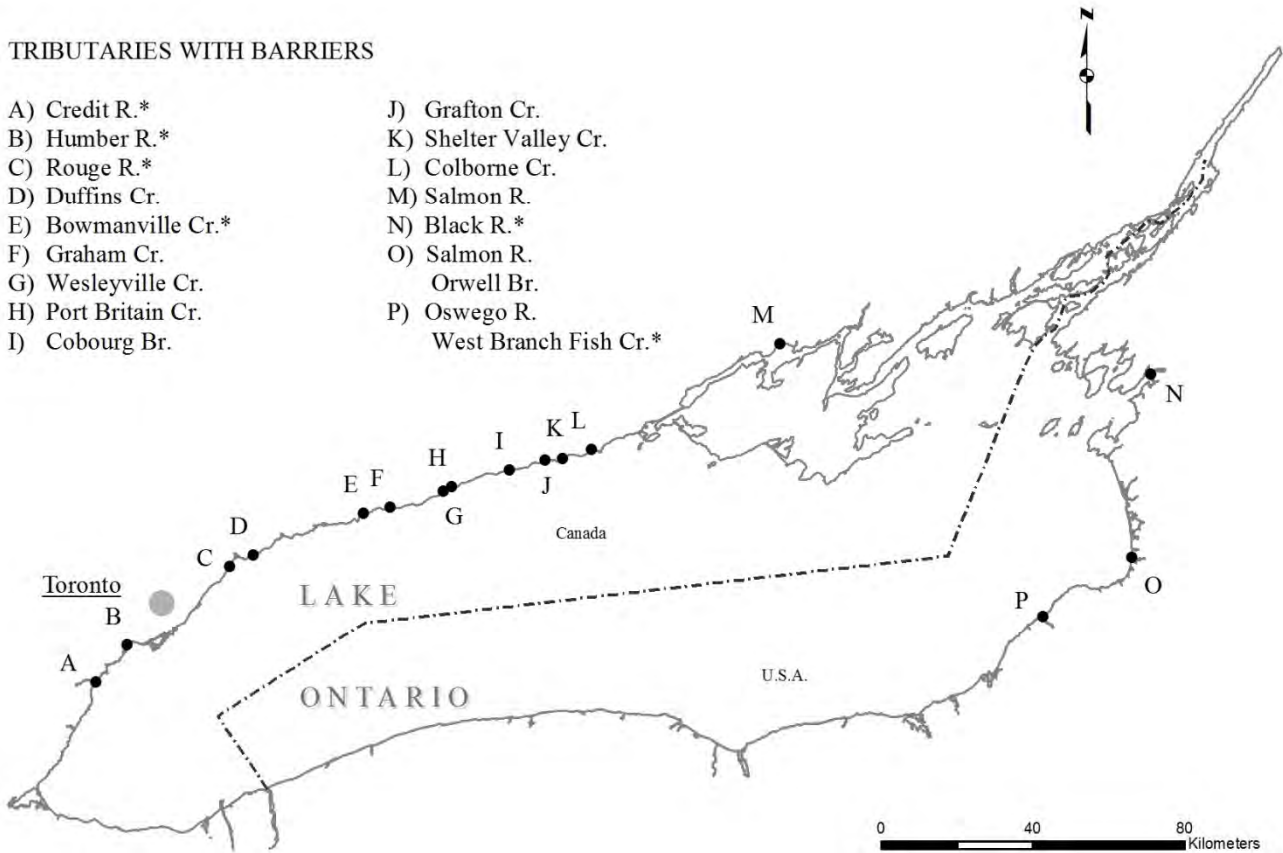 TRIBUTARIES WITH BARRIERS
A) Credit R.*
B) Humber R.*
C) Rouge R.*
D) Duffins Cr.
E) Bowmanville Cr.*
F) Graham Cr.
G) Wesleyville Cr.
H) Port Britain Cr.
I) Cobourg Br.
J) Grafton Cr.
K) Shelter Valley Cr.
L) Colborne Cr.
M) Salmon R.
N) Black R.*
O) Salmon R.
Orwell Br.
P) Oswego R.
West Branch Fish Cr.*
N
M
N
L
K
I
J
H
G
F
E
D
C
Canada
Toronto
LAKE
B
A
O
P
U.S.A.
ONTARIO
0 40 80
Kilometers